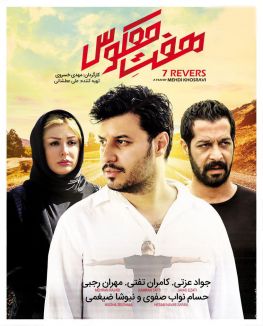 هفت معکوس
7 REVERS
A FILM BY MEHDI KHOSRAVI
کارگردان: مهدی خسروی
تهیه کننده: علی عطشانی
جواد عزتی. کامران تفتی. مهران رجبی
حسام نواب صفوی و نیوشا ضیغمی